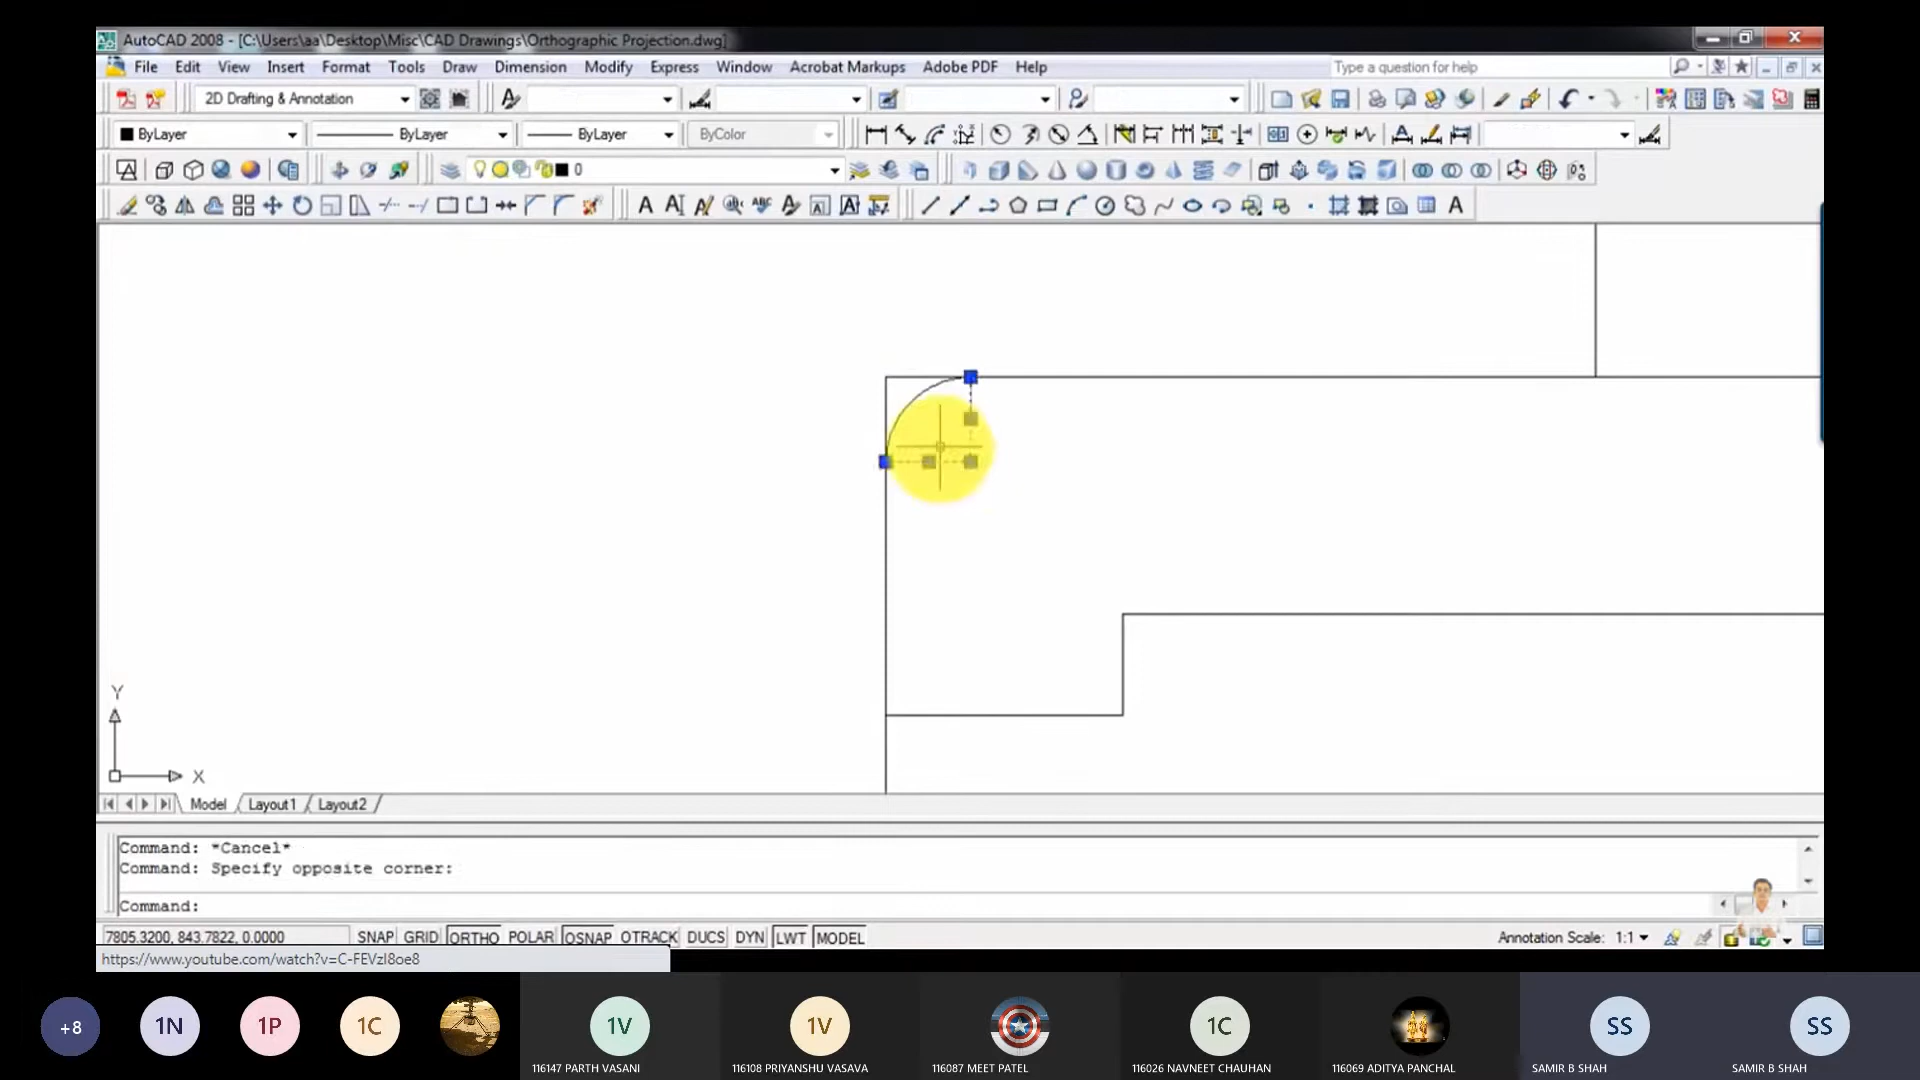 AutoCAD 2008 - [C:\Users\aa\Desktop\Misc\CAD Drawings\Orthographic Projection.dwg]
File Edit View Insert Format Tools Draw Dimension Modify Express Window Acrobat Markups Adobe PDF Help
Type a question for help
2D Drafting & Annotation
ByLayer ByLayer ByLayer ByColor
0
Y
X
Model Layout1 Layout2
Command: *Cancel*
Command: Specify opposite corner:
Command:
7805.3200, 843.7822, 0.0000 SNAP GRID ORTHO POLAR OSNAP OTRACK DUCS DYN LWT MODEL Annotation Scale: 1:1
https://www.youtube.com/watch?v=C-FEVzI8oe8
+8 1N 1P 1C 1V 1V 1C SS SS
116147 PARTH VASANI 116108 PRIYANSHU VASAVA 116087 MEET PATEL 116026 NAVNEET CHAUHAN 116069 ADITYA PANCHAL SAMIR B SHAH SAMIR B SHAH